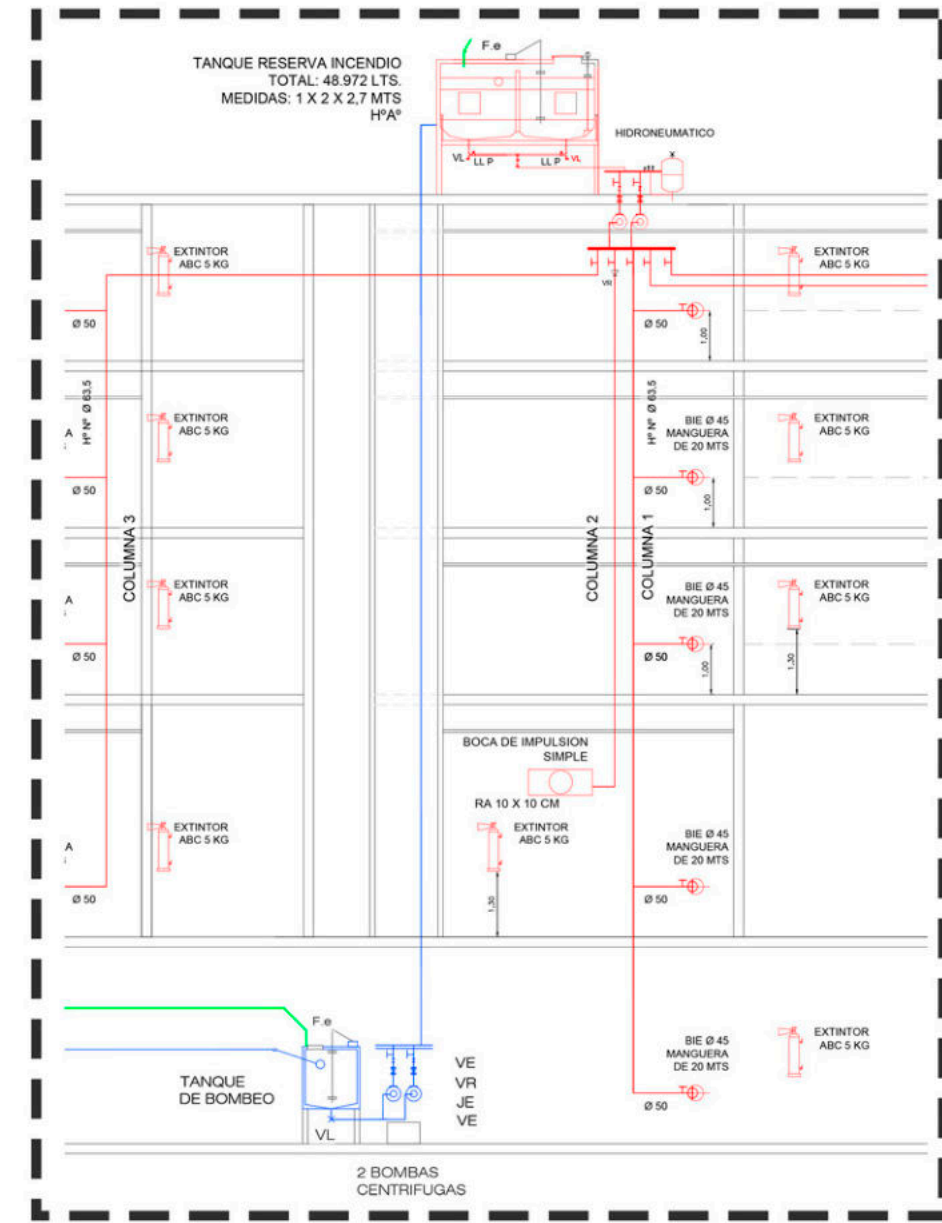 F.e
TANQUE RESERVA INCENDIO
TOTAL: 48.972 LTS.
MEDIDAS: 1 X 2 X 2,7 MTS
HºAº
HIDRONEUMATICO
VL
LL P
LL P
VL
EXTINTOR
ABC 5 KG
VR
EXTINTOR
ABC 5 KG
Ø 50
Ø 50
1,00
Hº Nº Ø 63.5
Hº Nº Ø 63.5
A
EXTINTOR
ABC 5 KG
BIE Ø 45
MANGUERA
DE 20 MTS
EXTINTOR
ABC 5 KG
Ø 50
Ø 50
1,00
COLUMNA 3
COLUMNA 2
COLUMNA 1
A
EXTINTOR
ABC 5 KG
BIE Ø 45
MANGUERA
DE 20 MTS
EXTINTOR
ABC 5 KG
Ø 50
Ø 50
1,00
1,30
BOCA DE IMPULSION
SIMPLE
RA 10 X 10 CM
A
EXTINTOR
ABC 5 KG
EXTINTOR
ABC 5 KG
BIE Ø 45
MANGUERA
DE 20 MTS
Ø 50
1,30
Ø 50
F.e
TANQUE
DE BOMBEO
VL
VE
VR
JE
VE
BIE Ø 45
MANGUERA
DE 20 MTS
EXTINTOR
ABC 5 KG
Ø 50
2 BOMBAS
CENTRIFUGAS